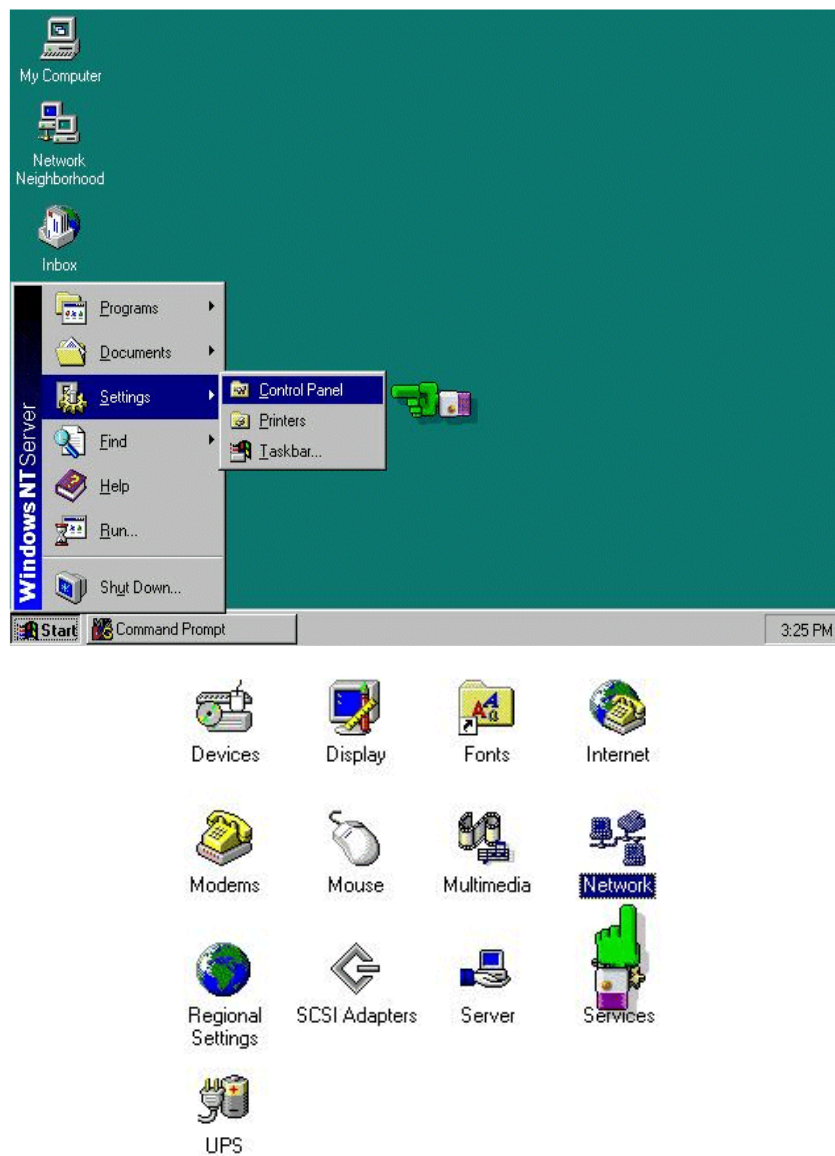 My Computer
Network
Neighborhood
Inbox
Windows NT Server
Programs
Documents
Settings
Find
Help
Run...
Shut Down...
Control Panel
Printers
Taskbar...
Start
Command Prompt
3:25 PM
Devices
Display
Fonts
Internet
Modems
Mouse
Multimedia
Network
Regional
Settings
SCSI Adapters
Server
Services
UPS